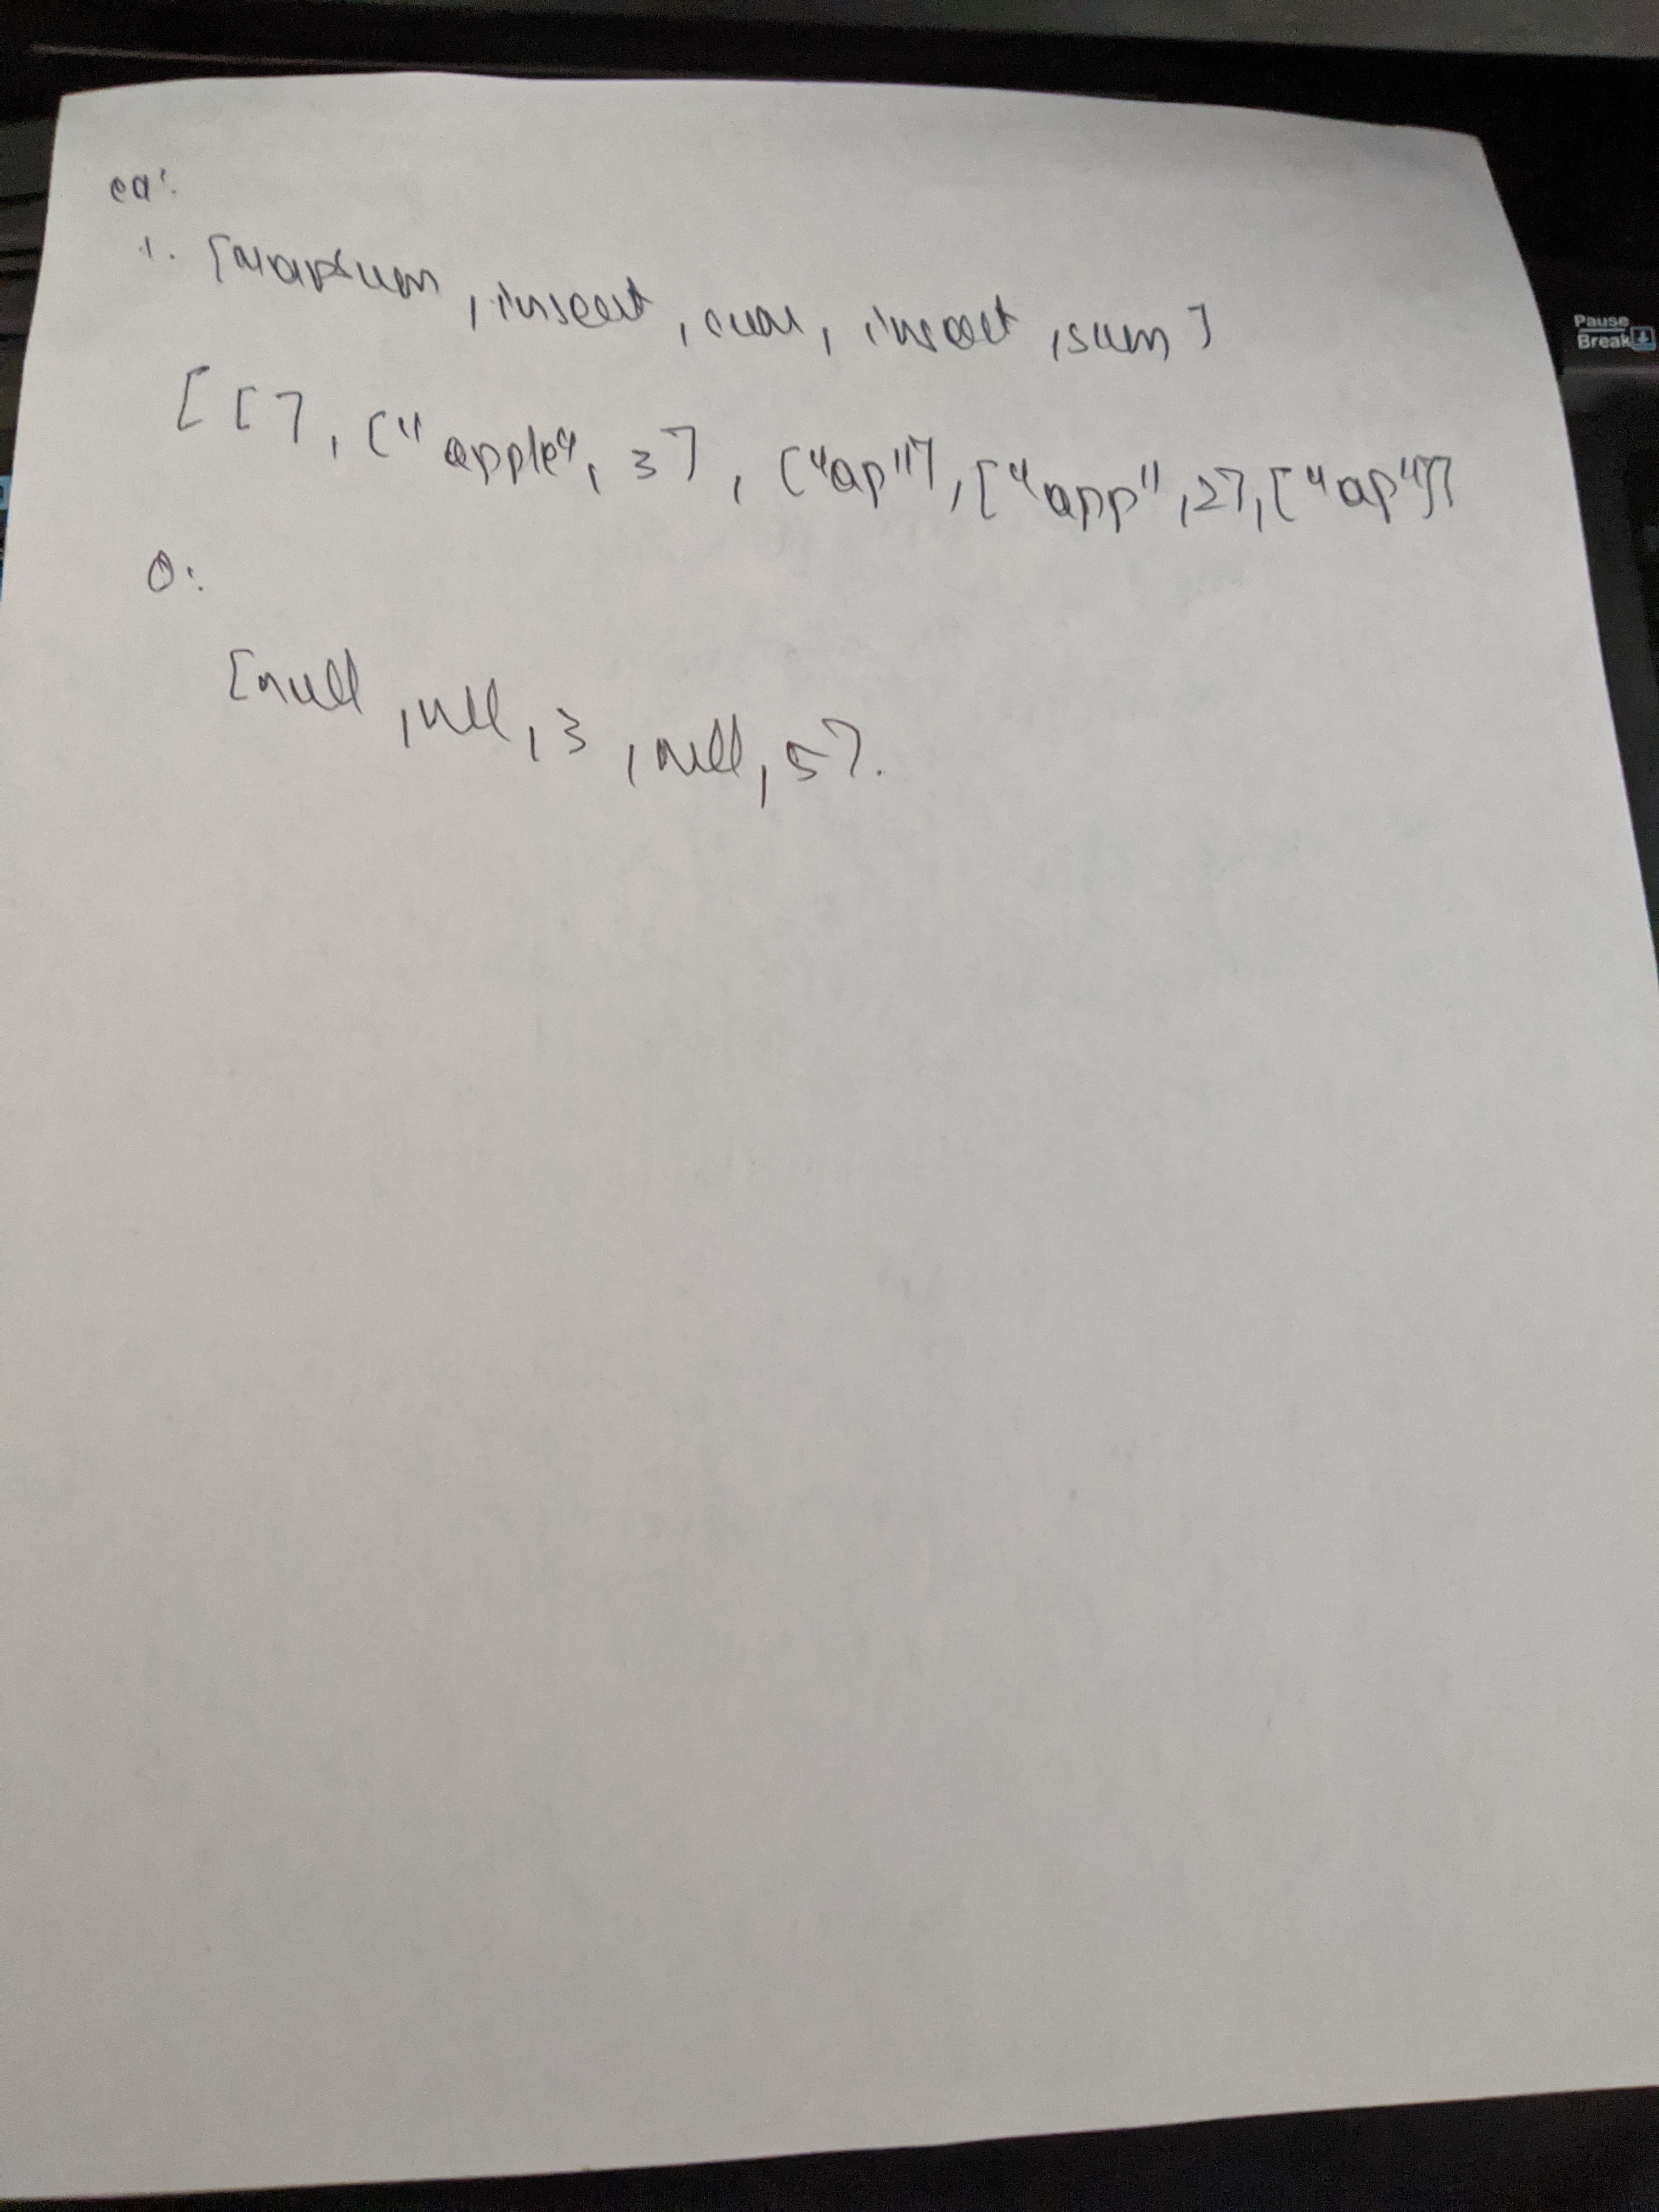 eg:
1. [MapSum, insert, sum, insert, sum]
[[], ["apple", 3], ["ap"], ["app", 2], ["ap"]]
O:
[null, null, 3, null, 5].
Pause
Break